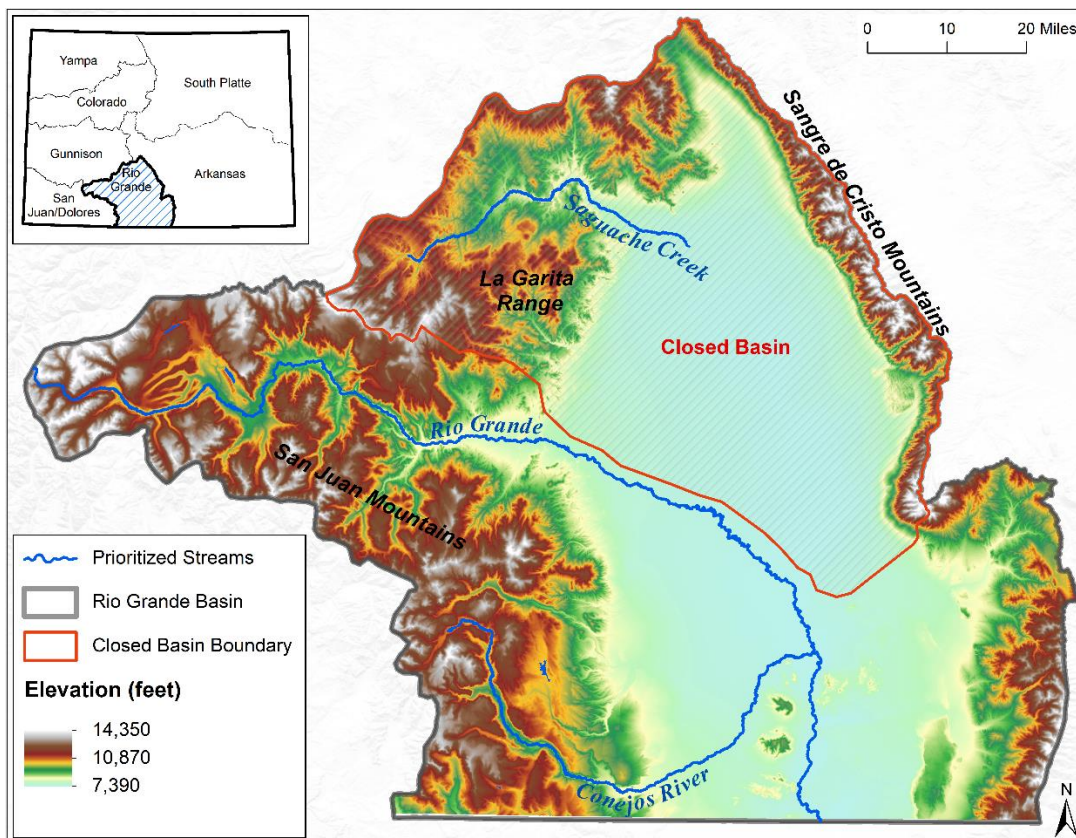 Yampa
South Platte
Colorado
Gunnison
Rio
Grande
Arkansas
San
Juan/Dolores
0 10 20 Miles
Sangre de Cristo Mountains
Saguache Creek
La Garita
Range
Closed Basin
Rio Grande
San Juan Mountains
Conejos River
Prioritized Streams
Rio Grande Basin
Closed Basin Boundary
Elevation (feet)
14,350
10,870
7,390
N